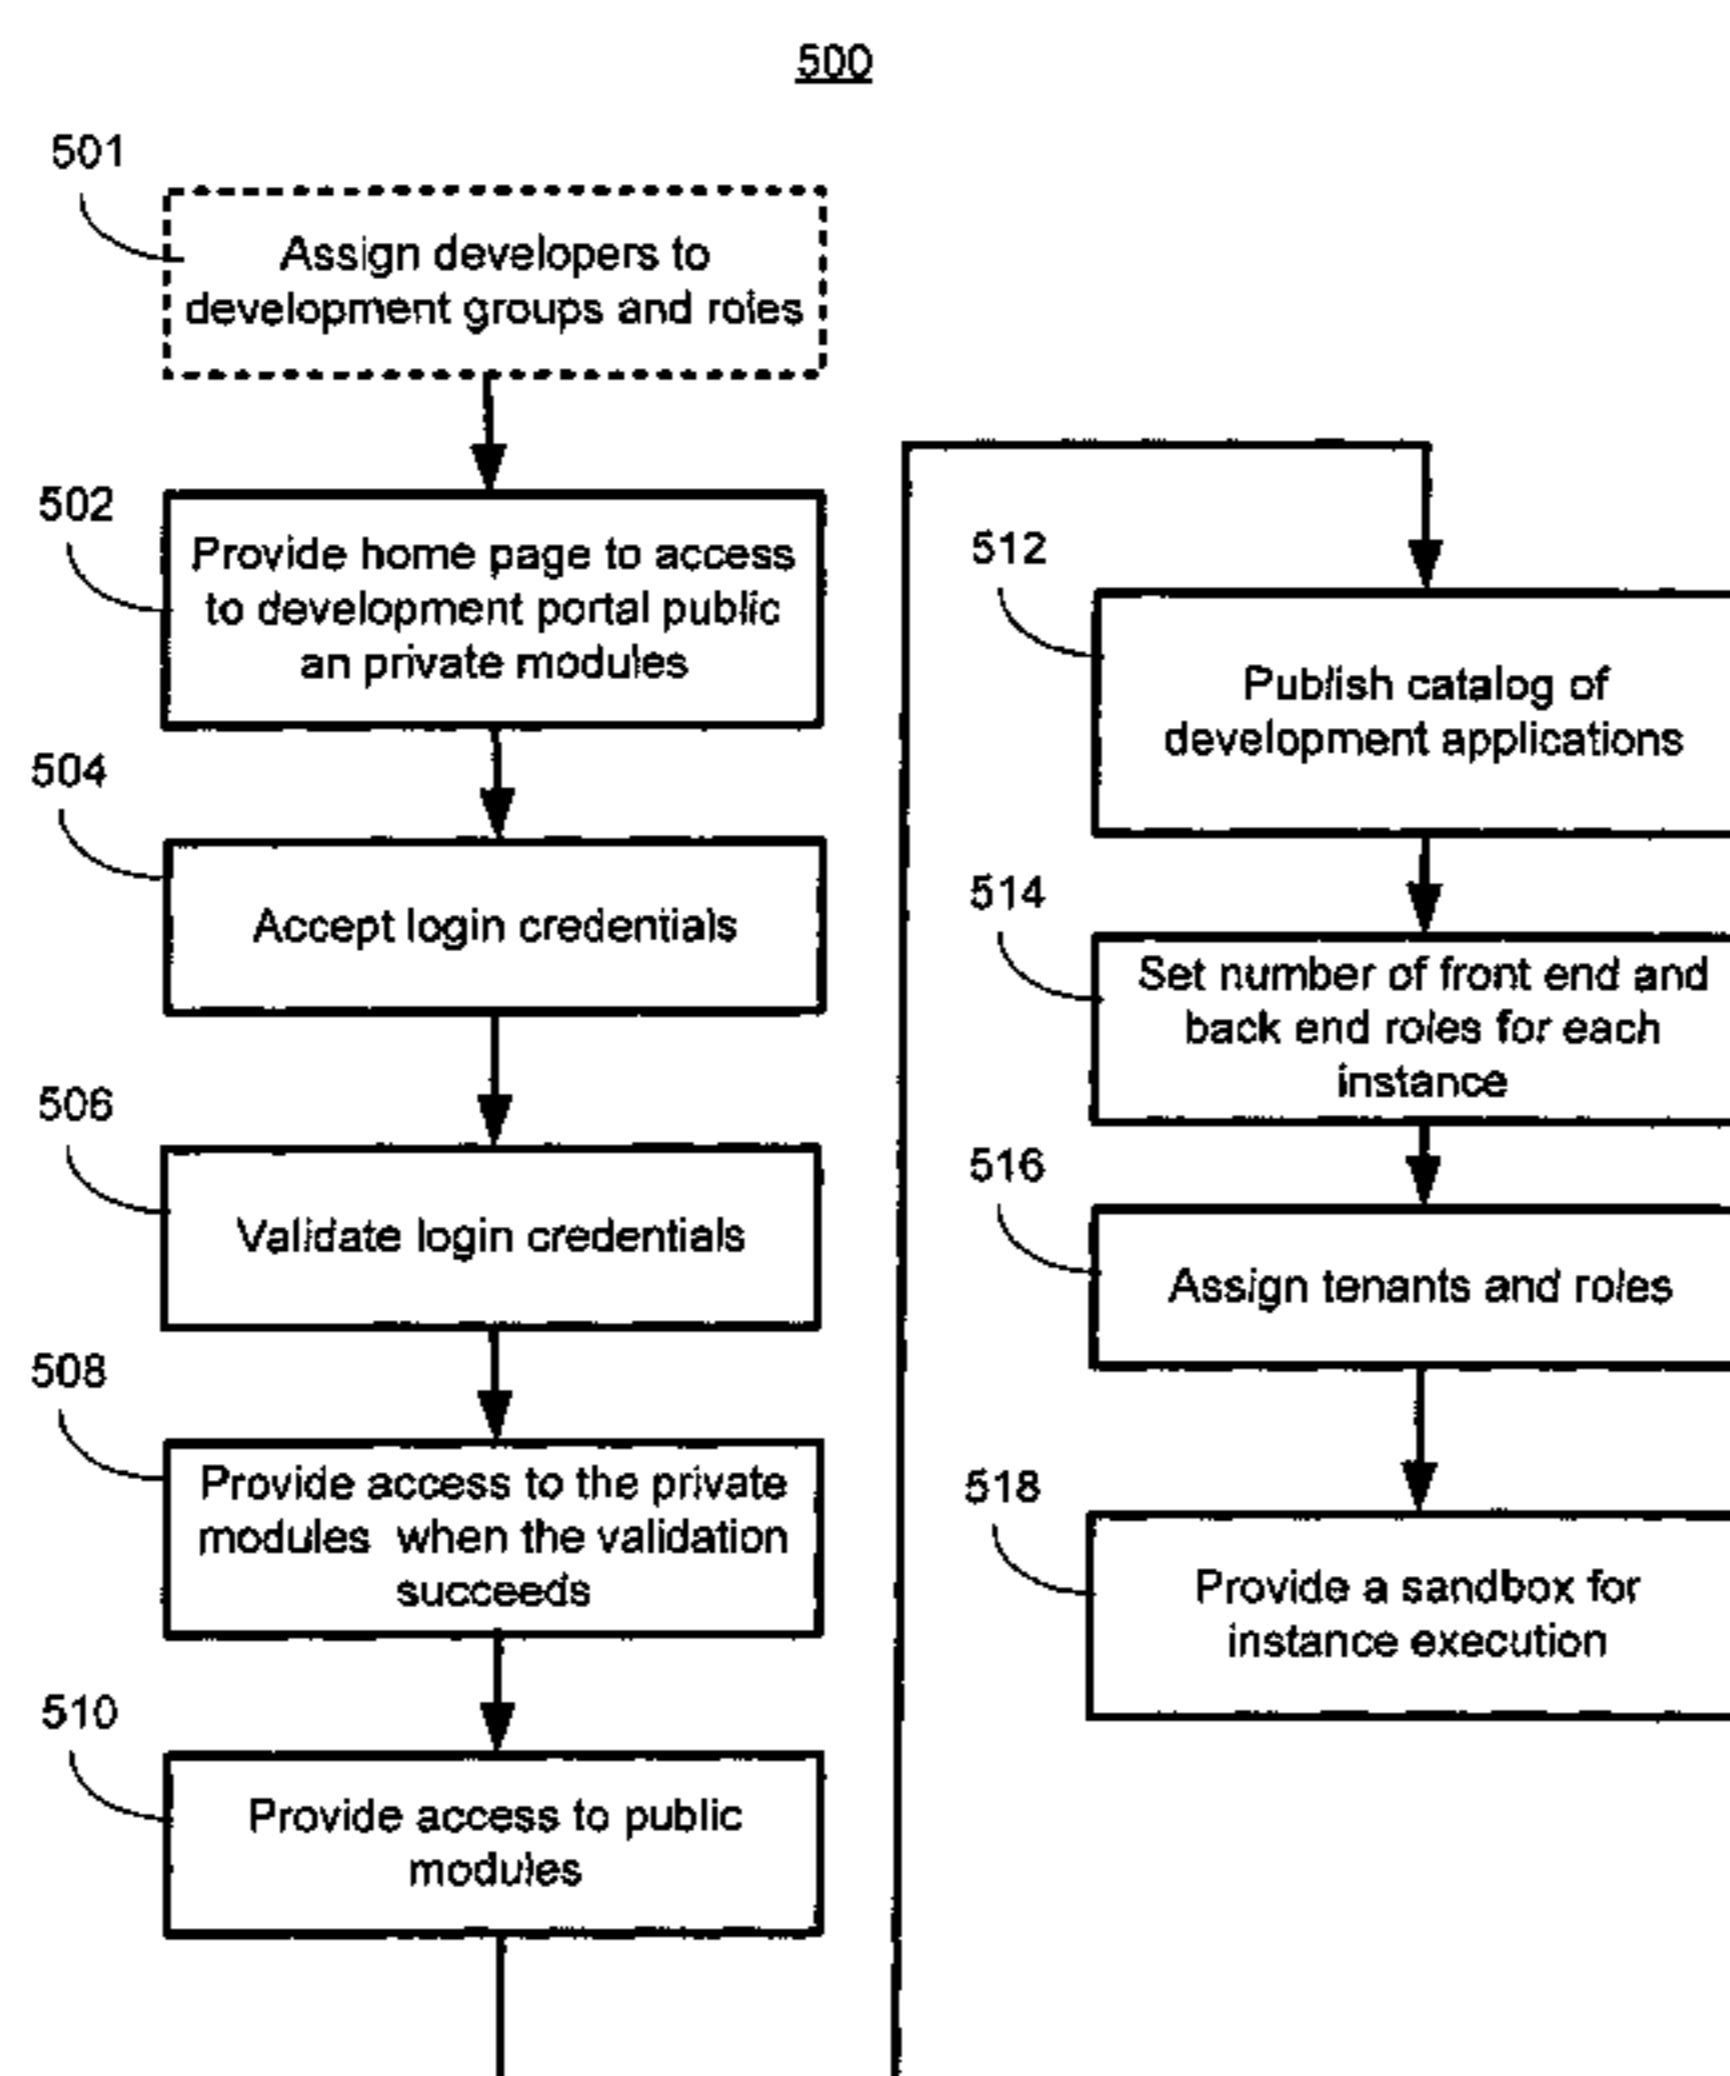 500
501
Assign developers to
development groups and roles
502
Provide home page to access
to development portal public
an private modules
504
Accept login credentials
506
Validate login credentials
508
Provide access to the private
modules when the validation
succeeds
510
Provide access to public
modules
512
Publish catalog of
development applications
514
Set number of front end and
back end roles for each
instance
516
Assign tenants and roles
518
Provide a sandbox for
instance execution